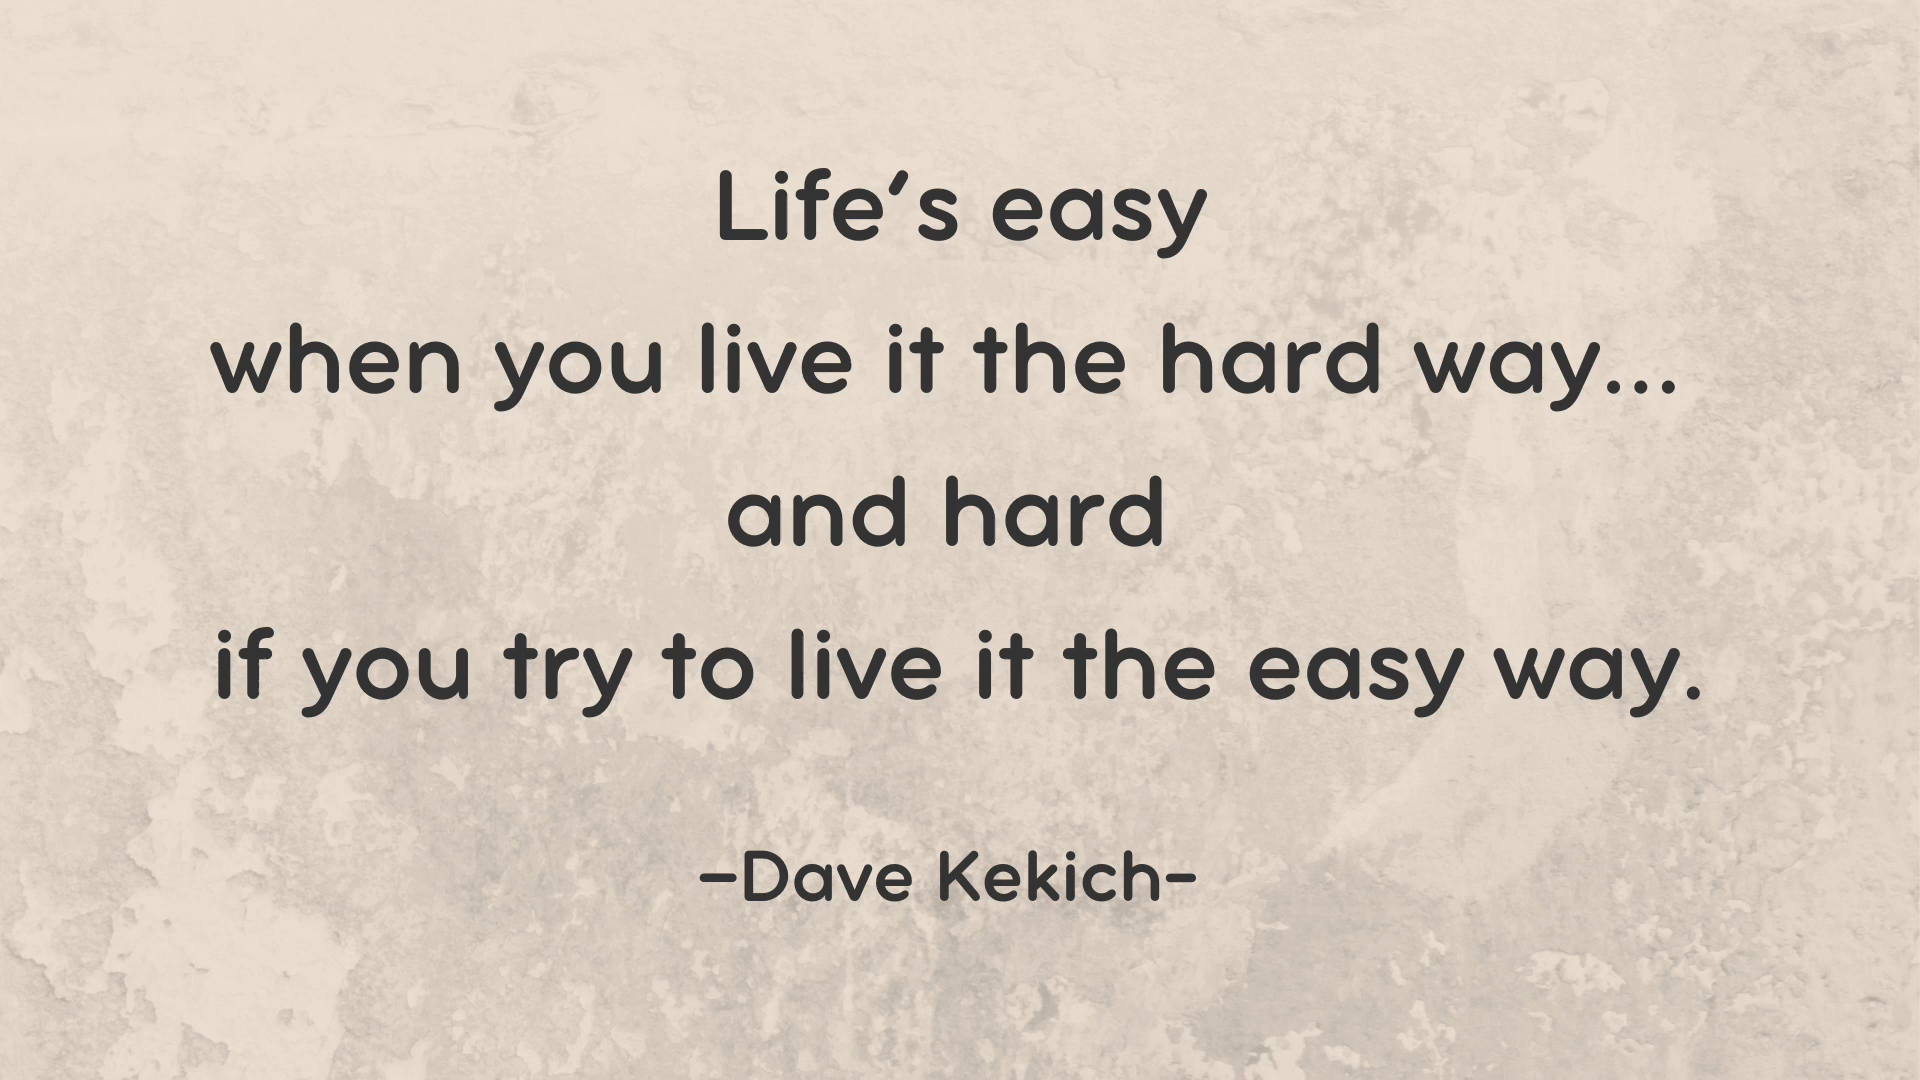 Life's easy
when you live it the hard way...
and hard
if you try to live it the easy way.
-Dave Kekich-